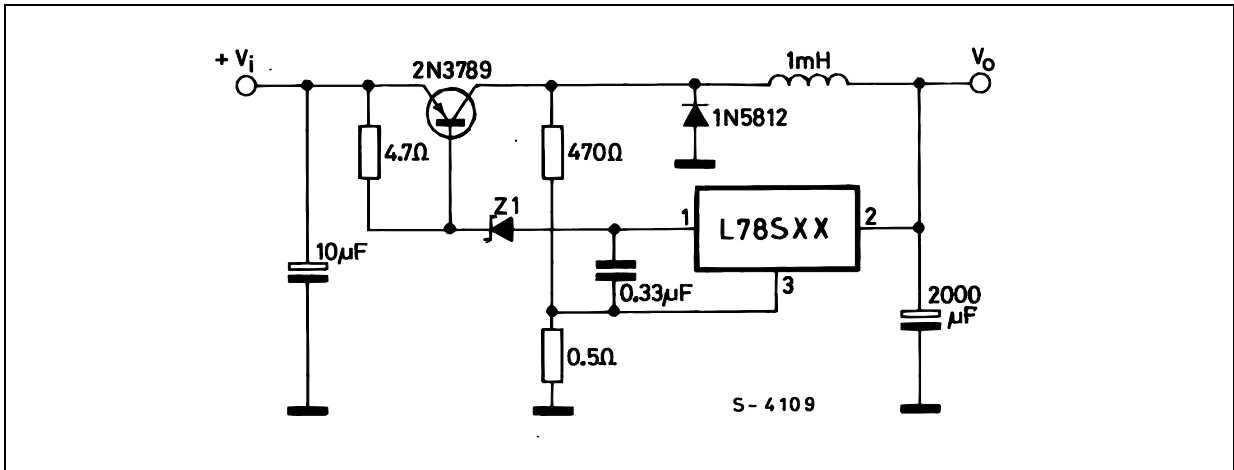 + Vi
2N3789
1mH
Vo
1N5812
4.7Ω
470Ω
Z1
1
L78SXX
2
10µF
0.33µF
3
2000
µF
0.5Ω
S-4109